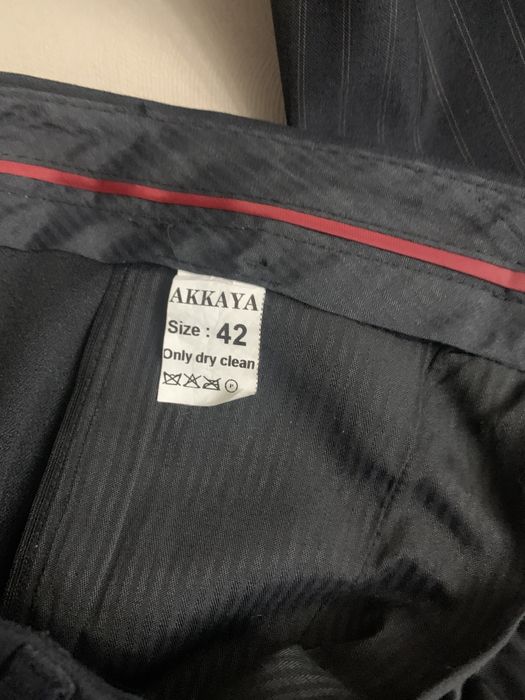 AKKAYA
Size : 42
Only dry clean
P